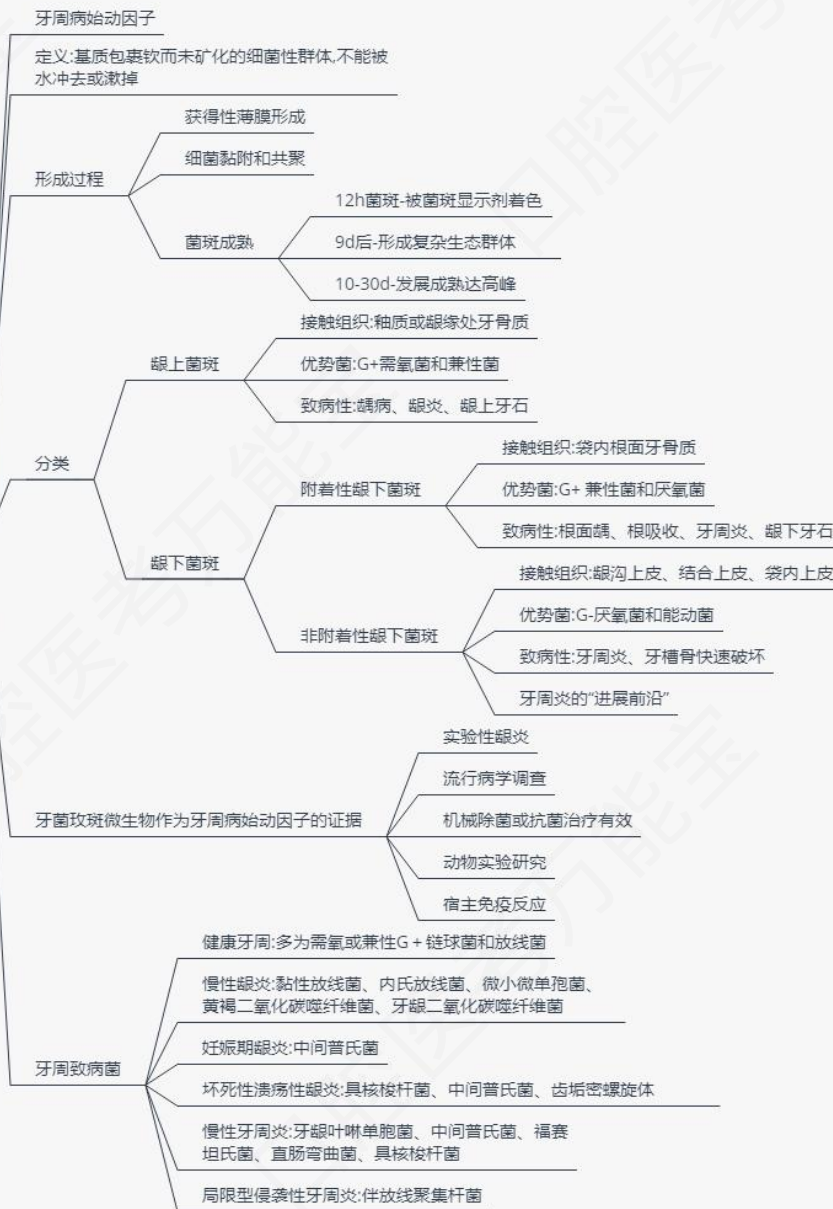 牙周病始动因子
定义:基质包裹软而未矿化的细菌性群体,不能被
水冲去或漱掉
形成过程
获得性薄膜形成
细菌黏附和共聚
菌斑成熟
12h菌斑-被菌斑显示剂着色
9d后-形成复杂生态群体
10-30d-发展成熟达高峰
分类
龈上菌斑
接触组织:釉质或龈缘处牙骨质
优势菌:G+需氧菌和兼性菌
致病性:龋病、龈炎、龈上牙石
龈下菌斑
附着性龈下菌斑
接触组织:袋内根面牙骨质
优势菌:G+ 兼性菌和厌氧菌
致病性:根面龋、根吸收、牙周炎、龈下牙石
非附着性龈下菌斑
接触组织:龈沟上皮、结合上皮、袋内上皮
优势菌:G-厌氧菌和能动菌
致病性:牙周炎、牙槽骨快速破坏
牙周炎的“进展前沿”
牙菌玫斑微生物作为牙周病始动因子的证据
实验性龈炎
流行病学调查
机械除菌或抗菌治疗有效
动物实验研究
宿主免疫反应
牙周致病菌
健康牙周:多为需氧或兼性G + 链球菌和放线菌
慢性龈炎:黏性放线菌、内氏放线菌、微小微单孢菌、
黄褐二氧化碳噬纤维菌、牙龈二氧化碳噬纤维菌
妊娠期龈炎:中间普氏菌
坏死性溃疡性龈炎:具核梭杆菌、中间普氏菌、齿垢密螺旋体
慢性牙周炎:牙龈卟啉单胞菌、中间普氏菌、福赛
坦氏菌、直肠弯曲菌、具核梭杆菌
局限型侵袭性牙周炎:伴放线聚集杆菌
口腔医考万能宝